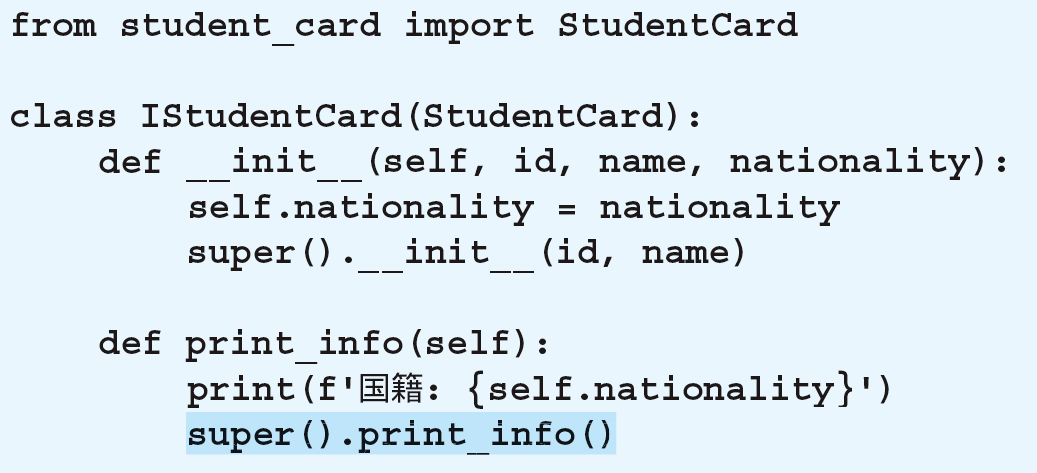 from student_card import StudentCard

class IStudentCard(StudentCard):
    def __init__(self, id, name, nationality):
        self.nationality = nationality
        super().__init__(id, name)

    def print_info(self):
        print(f'国籍: {self.nationality}')
        super().print_info()